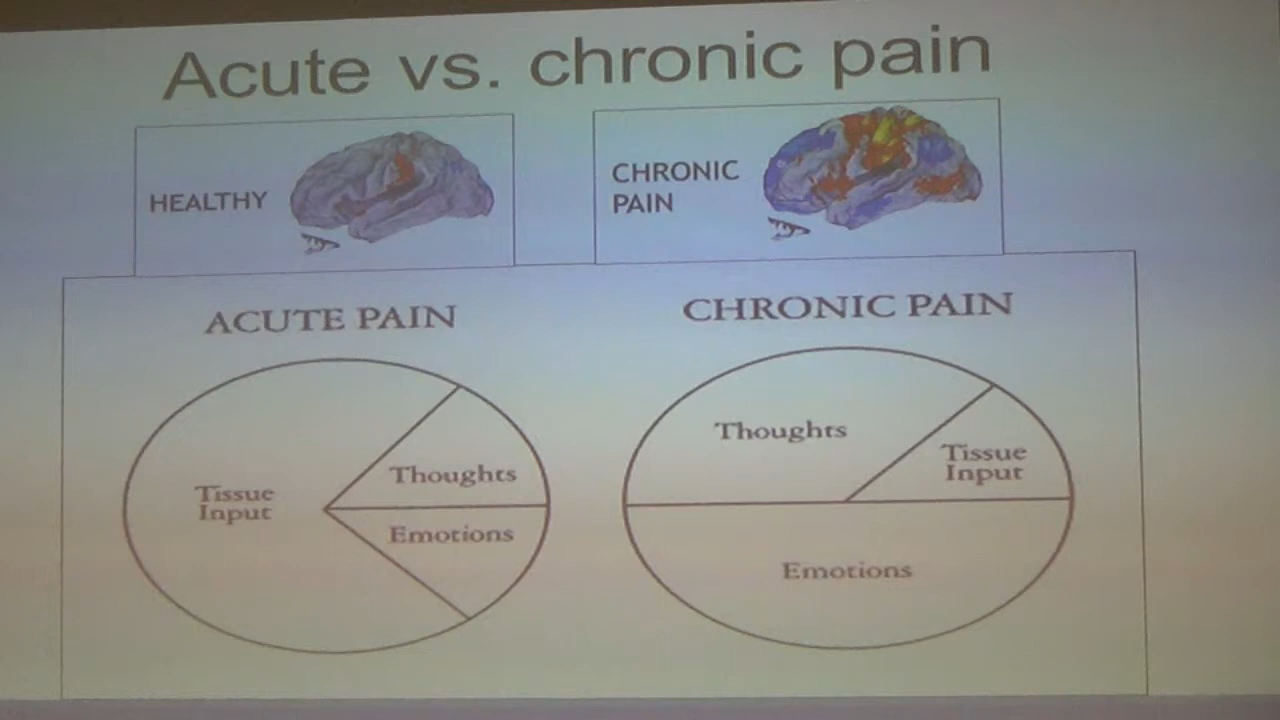 Acute vs. chronic pain
HEALTHY
CHRONIC
PAIN
ACUTE PAIN
Tissue
Input
Thoughts
Emotions
CHRONIC PAIN
Thoughts
Tissue
Input
Emotions